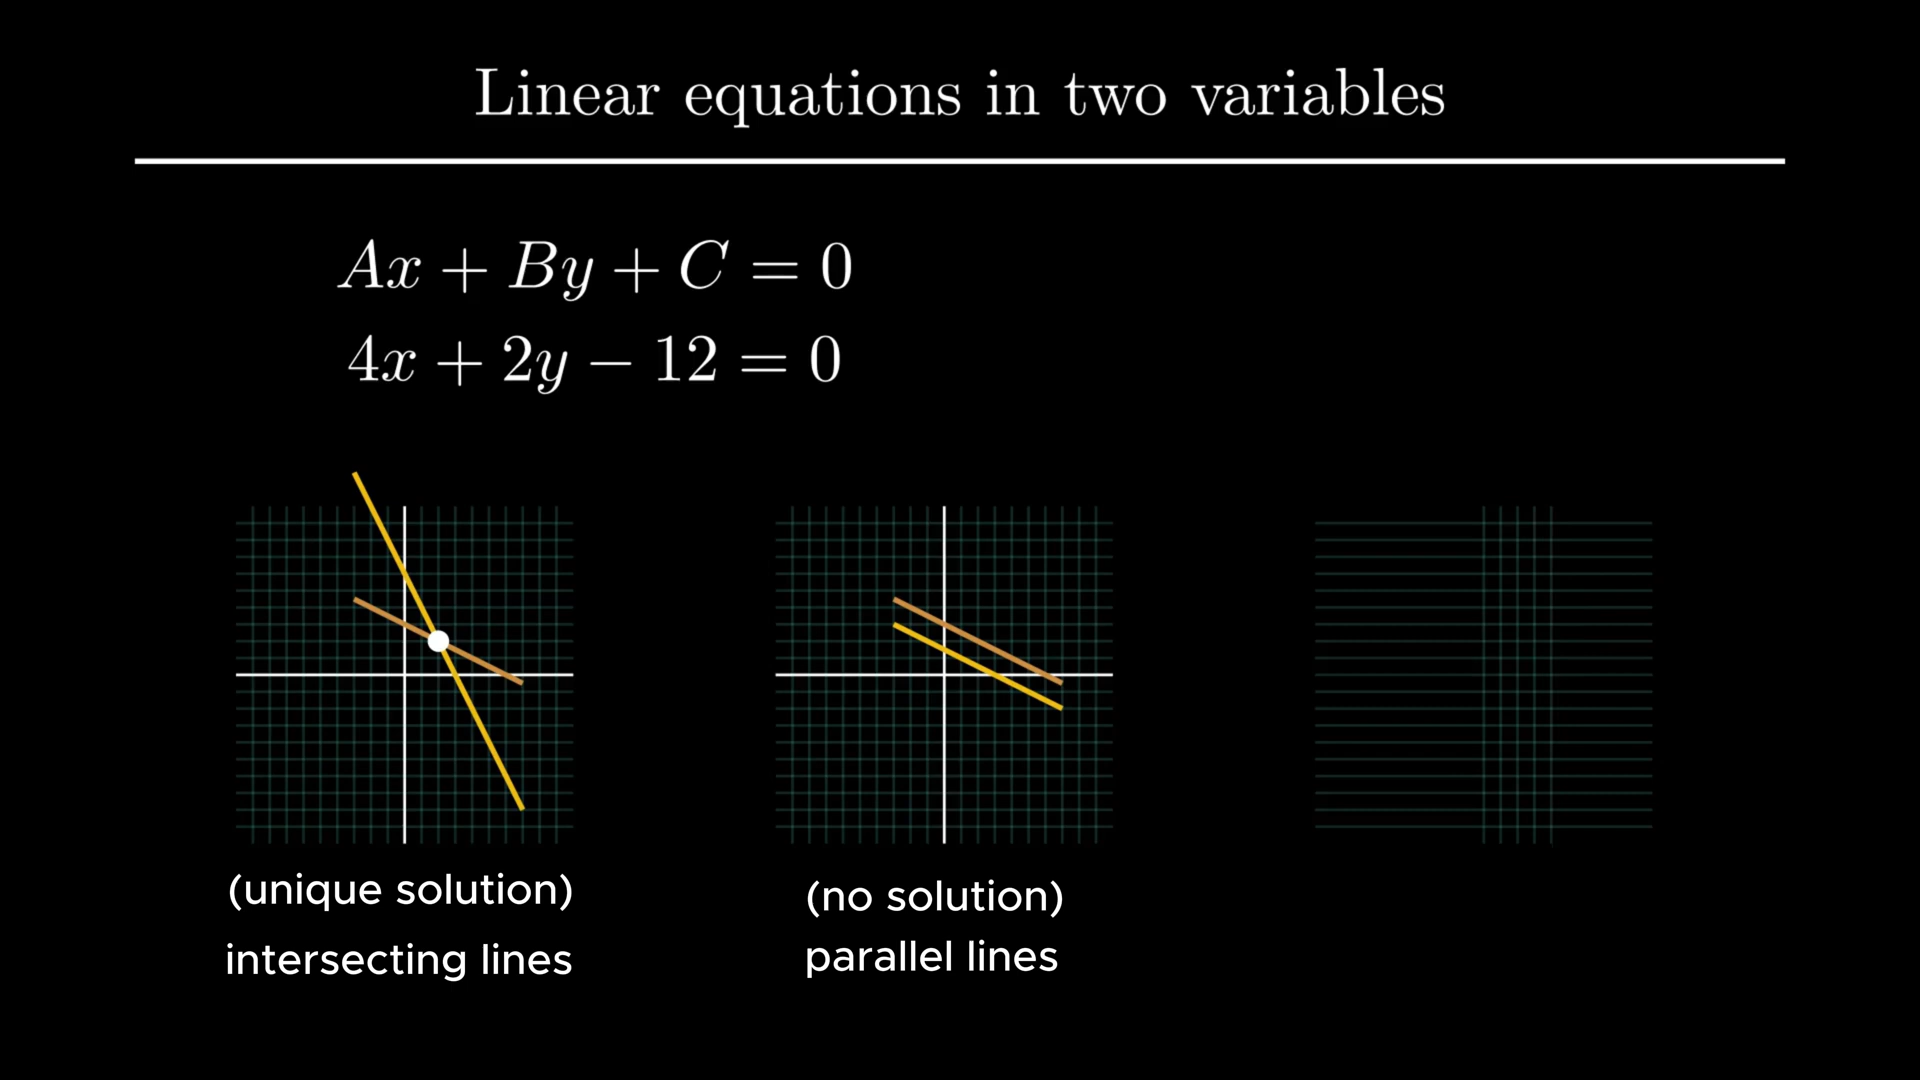 Linear equations in two variables
Ax + By + C = 0
4x + 2y − 12 = 0
(unique solution)
intersecting lines
(no solution)
parallel lines